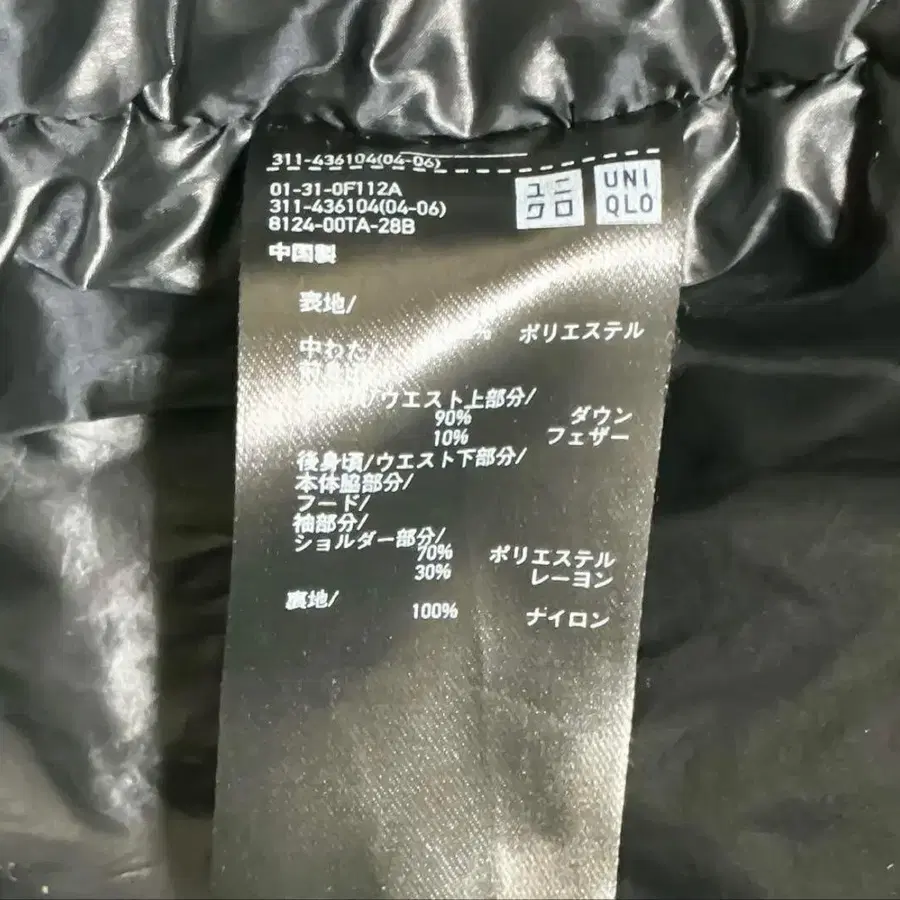 311-436104(04-06)
01-31-0F112A
311-436104(04-06)
8124-00TA-28B
ユニ
クロ
UNI
QLO
中国製
表地/
% ポリエステル
中わた/
/ウエスト上部分/
90% ダウン
10% フェザー
後身頃/ウエスト下部分/
本体脇部分/
フード/
袖部分/
ショルダー部分/
70% ポリエステル
30% レーヨン
裏地/
100% ナイロン